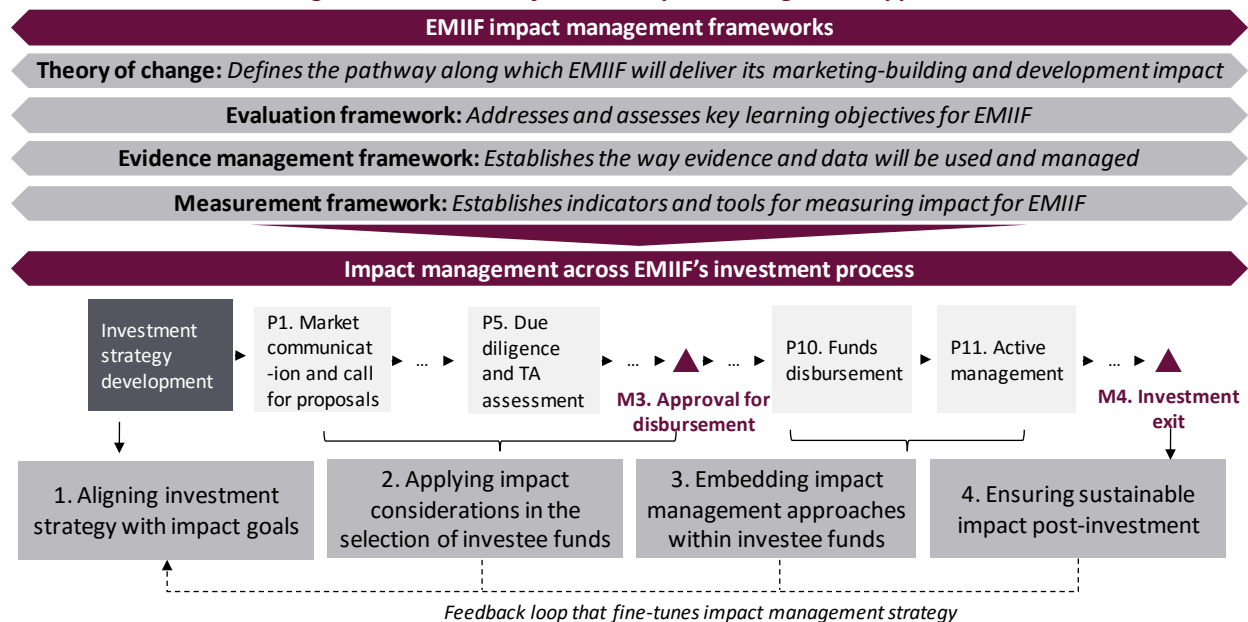 EMIIF impact management frameworks
Theory of change: Defines the pathway along which EMIIF will deliver its marketing-building and development impact
Evaluation framework: Addresses and assesses key learning objectives for EMIIF
Evidence management framework: Establishes the way evidence and data will be used and managed
Measurement framework: Establishes indicators and tools for measuring impact for EMIIF
Impact management across EMIIF's investment process
Investment
strategy
development
P1. Market
communicat
-ion and call
for proposals
...
P5. Due
diligence
and TA
assessment
...
M3. Approval for
disbursement
...
P10. Funds
disbursement
P11. Active
management
...
M4. Investment
exit
1. Aligning investment
strategy with impact goals
2. Applying impact
considerations in the
selection of investee funds
3. Embedding impact
management approaches
within investee funds
4. Ensuring sustainable
impact post-investment
Feedback loop that fine-tunes impact management strategy